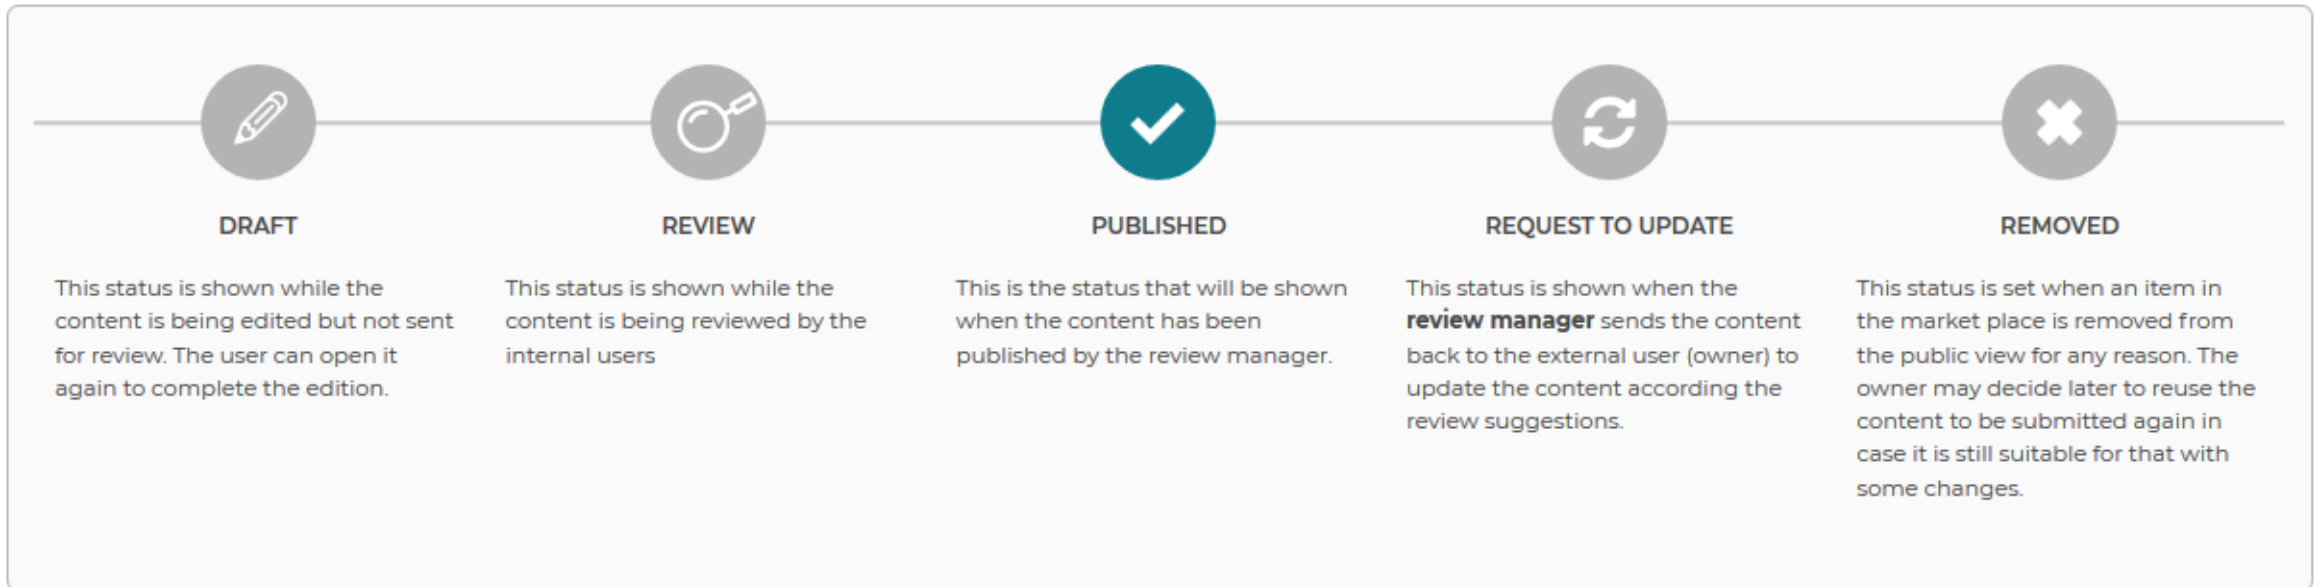 DRAFT
This status is shown while the
content is being edited but not sent
for review. The user can open it
again to complete the edition.
REVIEW
This status is shown while the
content is being reviewed by the
internal users
PUBLISHED
This is the status that will be shown
when the content has been
published by the review manager.
REQUEST TO UPDATE
This status is shown when the
review manager sends the content
back to the external user (owner) to
update the content according the
review suggestions.
REMOVED
This status is set when an item in
the market place is removed from
the public view for any reason. The
owner may decide later to reuse the
content to be submitted again in
case it is still suitable for that with
some changes.